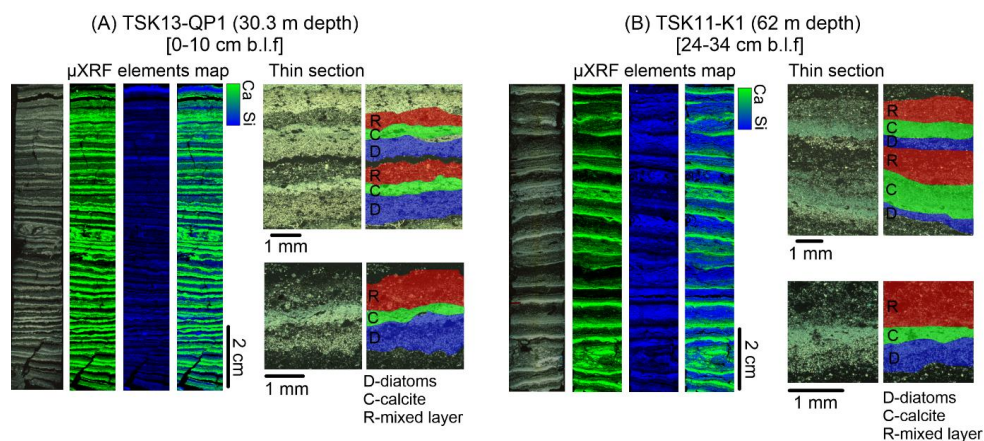 (A) TSK13-QP1 (30.3 m depth)
[0-10 cm b.l.f]
µXRF elements map
Ca
Si
Thin section
R
C
D
R
C
D
1 mm
R
C
D
1 mm
2 cm
D-diatoms
C-calcite
R-mixed layer
(B) TSK11-K1 (62 m depth)
[24-34 cm b.l.f]
µXRF elements map
Ca
Si
Thin section
R
C
D
R
C
D
1 mm
R
C
D
1 mm
2 cm
D-diatoms
C-calcite
R-mixed layer